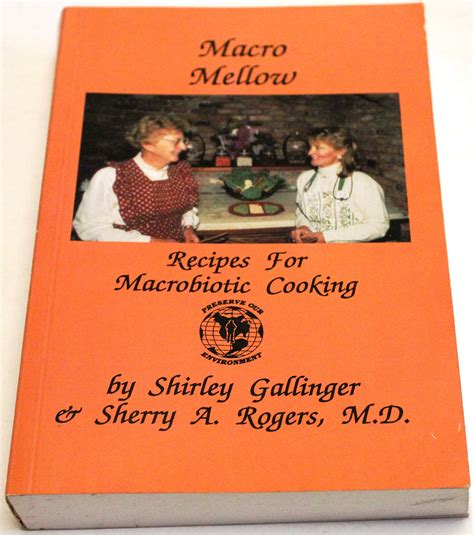 Macro
Mellow
Recipes For
Macrobiotic Cooking
PRESERVE OUR
ENVIRONMENT
by Shirley Gallinger
& Sherry A. Rogers, M.D.